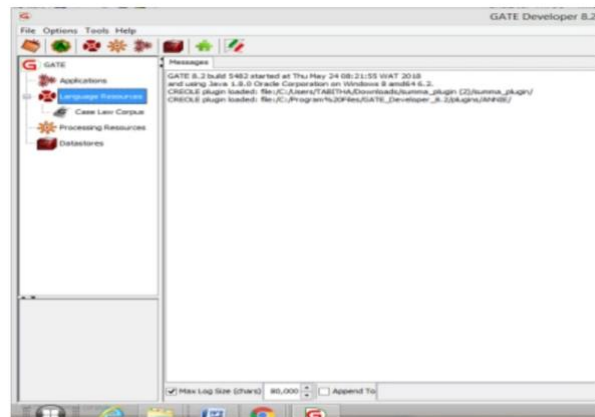 GATE Developer 8.2
File Options Tools Help
GATE
Applications
Language Resources
Case Law Corpus
Processing Resources
Datastores
Messages
GATE 8.2 build 5482 started at Thu May 24 08:21:55 WAT 2018
and using Java 1.8.0 Oracle Corporation on Windows 8 amd64 6.2.
CREOLE plugin loaded: file:/C:/Users/TABITHA/Downloads/summa_plugin (2)/summa_plugin/
CREOLE plugin loaded: file:/C:/Program%20Files/GATE_Developer_8.2/plugins/ANNIE/
Max Log Size (chars) 80,000 Append To